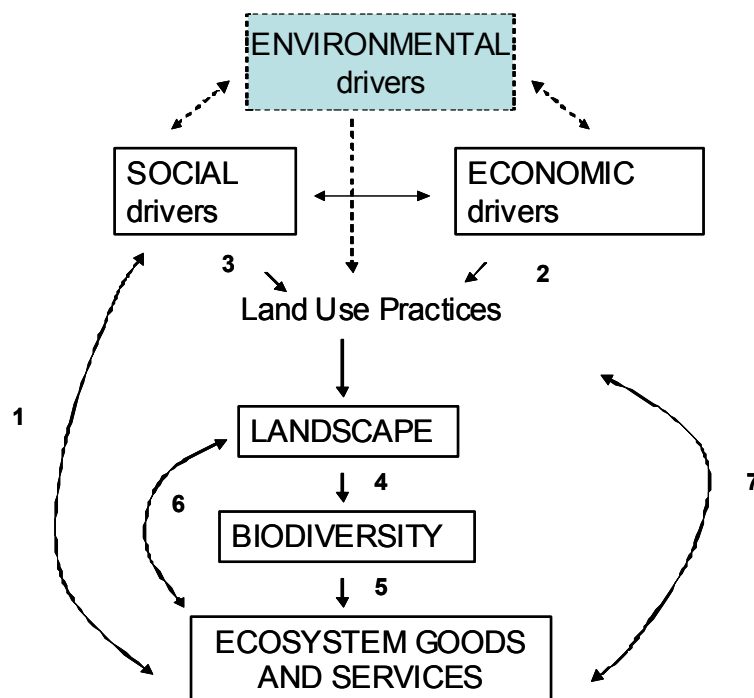 ENVIRONMENTAL
drivers
SOCIAL
drivers
ECONOMIC
drivers
3
2
Land Use Practices
1
LANDSCAPE
4
6
7
BIODIVERSITY
5
ECOSYSTEM GOODS
AND SERVICES